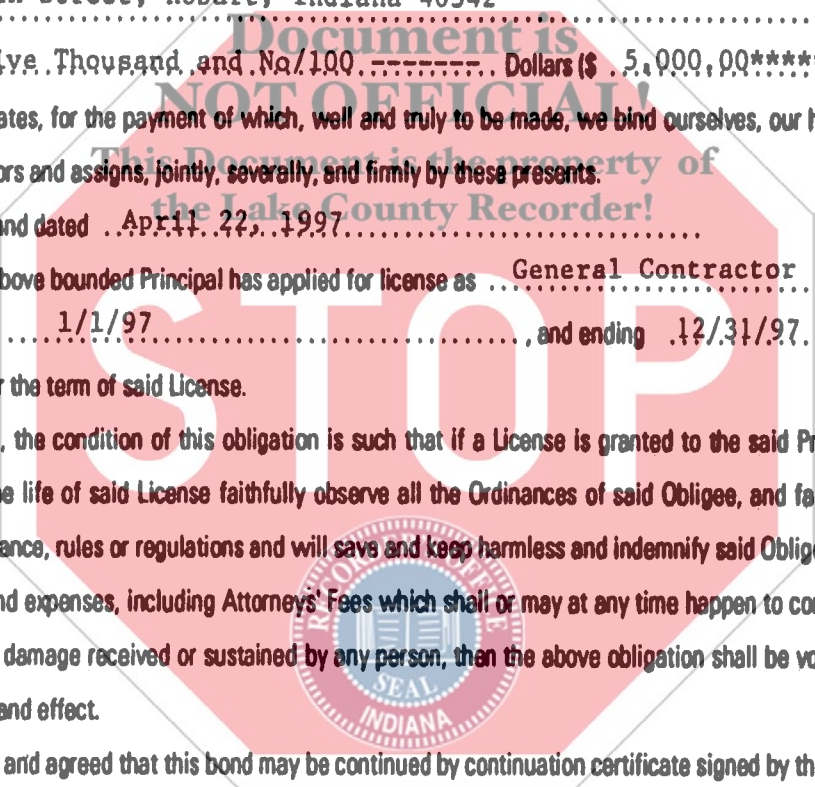 Street, Hobart, Indiana 46342
ive Thousand and No/100 --------- Dollars ($ 5,000.00*****
ates, for the payment of which, well and truly to be made, we bind ourselves, our h
ors and assigns, jointly, severally, and firmly by these presents.
and dated April 22, 1997
bove bounded Principal has applied for license as General Contractor
1/1/97 , and ending 12/31/97.
r the term of said License.
, the condition of this obligation is such that if a License is granted to the said Pr
e life of said License faithfully observe all the Ordinances of said Obligee, and fa
ance, rules or regulations and will save and keep harmless and indemnify said Oblige
nd expenses, including Attorneys' Fees which shall or may at any time happen to co
damage received or sustained by any person, then the above obligation shall be vo
and effect.
and agreed that this bond may be continued by continuation certificate signed by th
Document is
NOT OFFICIAL!
This Document is the property of
the Lake County Recorder!
STOP
SEAL
INDIANA